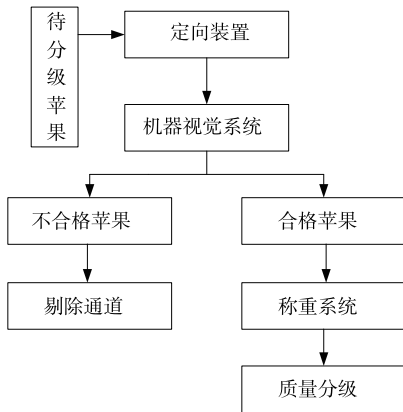 待分级苹果
定向装置
机器视觉系统
不合格苹果
合格苹果
剔除通道
称重系统
质量分级